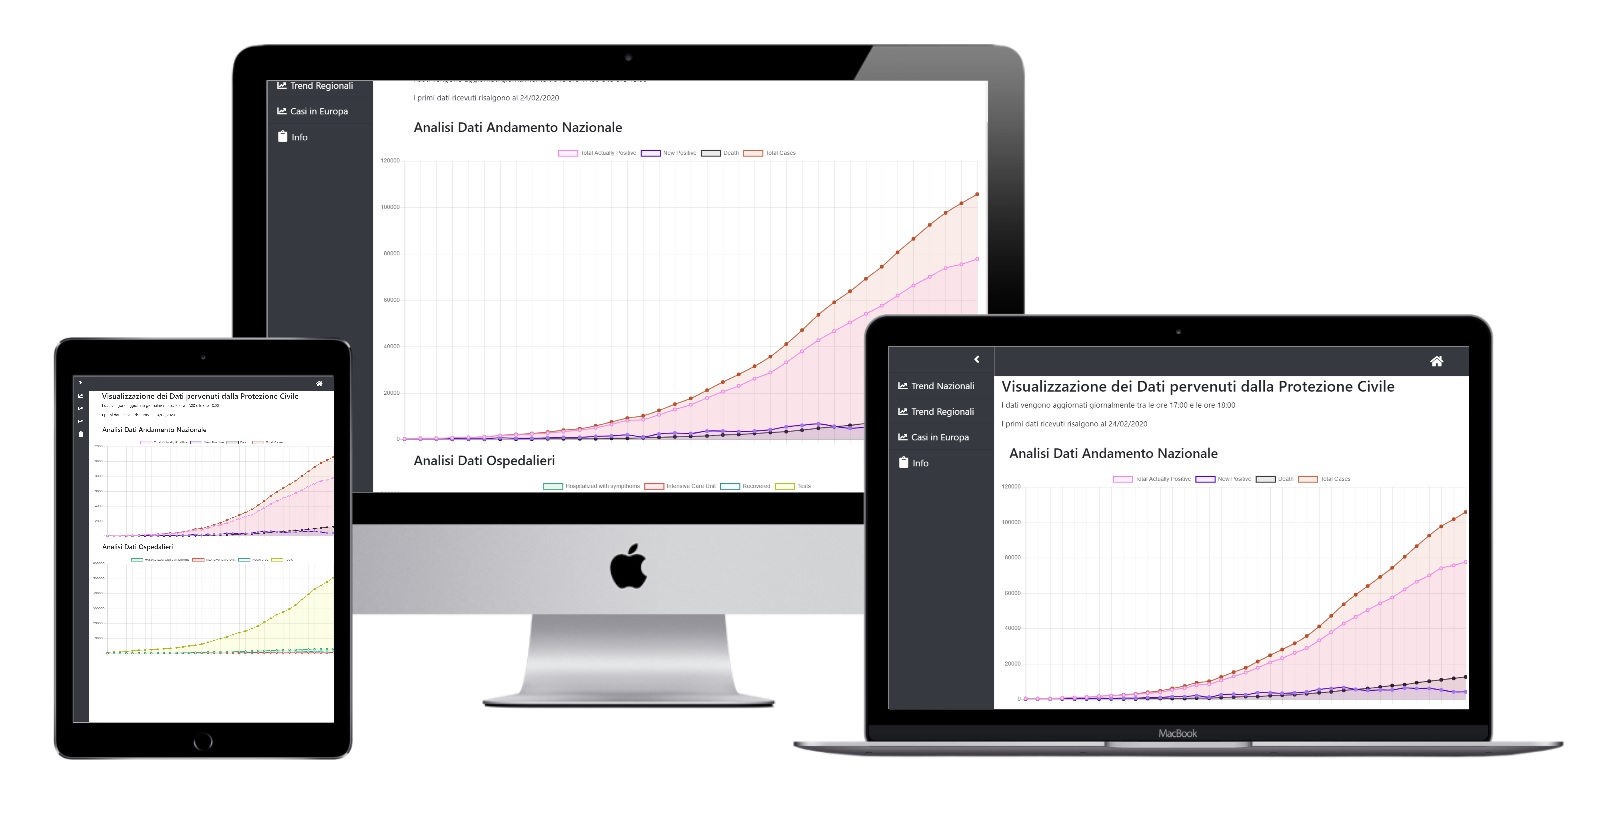 Trend Regionali
Casi in Europa
Info
I primi dati ricevuti risalgono al 24/02/2020
Analisi Dati Andamento Nazionale
Total Actually Positive
New Positive
Death
Total Cases
120000
100000
80000
60000
40000
20000
0
Analisi Dati Ospedalieri
Intensive Care Unit
Recovered
Tests
Visualizzazione dei Dati pervenuti dalla Protezione Civile
Analisi Dati Andamento Nazionale
Analisi Dati Ospedalieri
Trend Nazionali
Trend Regionali
Casi in Europa
Info
Visualizzazione dei Dati pervenuti dalla Protezione Civile
I dati vengono aggiornati giornalmente tra le ore 17:00 e le ore 18:00
I primi dati ricevuti risalgono al 24/02/2020
Analisi Dati Andamento Nazionale
Total Actually Positive
New Positive
Death
Total Cases
120000
100000
80000
60000
40000
20000
0
MacBook